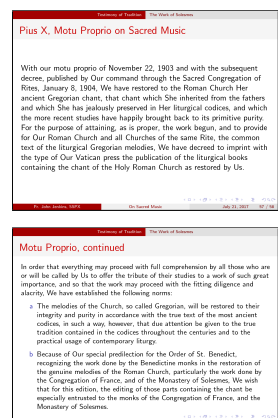 Testimony of Tradition The Work of Solesmes
Pius X, Motu Proprio on Sacred Music
With our motu proprio of November 22, 1903 and with the subsequent
decree, published by Our command through the Sacred Congregation of
Rites, January 8, 1904, We have restored to the Roman Church Her
ancient Gregorian chant, that chant which She has inherited from the fathers
and which She has jealously preserved in Her liturgical codices, and which
the more recent studies have happily brought back to its primitive purity.
For the purpose of attaining, as is proper, the work begun, and to provide
for Our Roman Church and all Churches of the same Rite, the common
text of the liturgical Gregorian melodies, We have decreed to imprint with
the type of Our Vatican press the publication of the liturgical books
containing the chant of the Holy Roman Church as restored by Us.
Fr. John Jenkins, SSPX On Sacred Music July 31, 2017 57 / 58
Testimony of Tradition The Work of Solesmes
Motu Proprio, continued
In order that everything may proceed with full comprehension by all those who are
or will be called by Us to offer the tribute of their studies to a work of such great
importance, and so that the work may proceed with the fitting diligence and
alacrity, We have established the following norms:
a The melodies of the Church, so called Gregorian, will be restored to their
integrity and purity in accordance with the true text of the most ancient
codices, in such a way, however, that due attention be given to the true
tradition contained in the codices throughout the centuries and to the
practical usage of contemporary liturgy.
b Because of Our special predilection for the Order of St. Benedict,
recognizing the work done by the Benedictine monks in the restoration of
the genuine melodies of the Roman Church, particularly the work done by
the Congregation of France, and of the Monastery of Solesmes, We wish
that for this edition, the editing of those parts containing the chant be
especially entrusted to the monks of the Congregation of France, and the
Monastery of Solesmes.